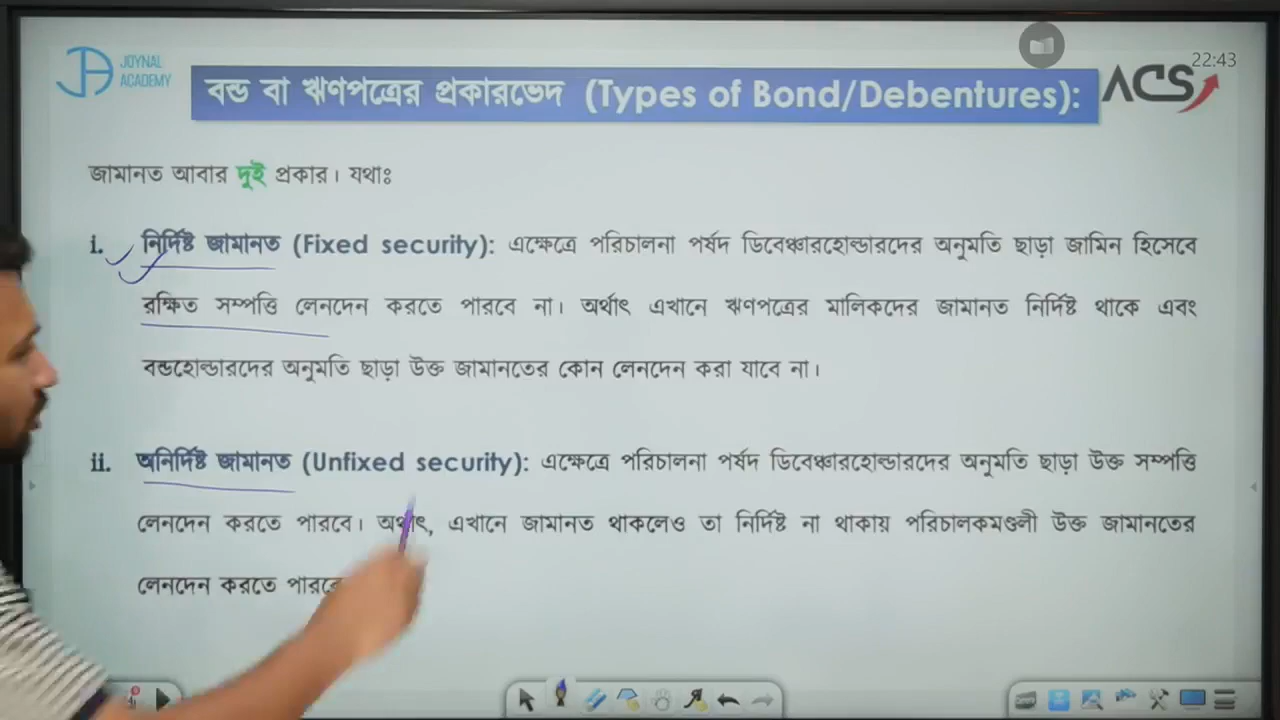 JOYNAL
ACADEMY
22:43
ACS
বন্ড বা ঋণপত্রের প্রকারভেদ (Types of Bond/Debentures):
জামানত আবার দুই প্রকার। যথাঃ
i. নির্দিষ্ট জামানত (Fixed security): এক্ষেত্রে পরিচালনা পর্ষদ ডিবেঞ্চারহোল্ডারদের অনুমতি ছাড়া জামিন হিসেবে
রক্ষিত সম্পত্তি লেনদেন করতে পারবে না। অর্থাৎ এখানে ঋণপত্রের মালিকদের জামানত নির্দিষ্ট থাকে এবং
বন্ডহোল্ডারদের অনুমতি ছাড়া উক্ত জামানতের কোন লেনদেন করা যাবে না।
ii. অনির্দিষ্ট জামানত (Unfixed security): এক্ষেত্রে পরিচালনা পর্ষদ ডিবেঞ্চারহোল্ডারদের অনুমতি ছাড়া উক্ত সম্পত্তি
লেনদেন করতে পারবে। অর্থাৎ, এখানে জামানত থাকলেও তা নির্দিষ্ট না থাকায় পরিচালকমণ্ডলী উক্ত জামানতের
লেনদেন করতে পারবে